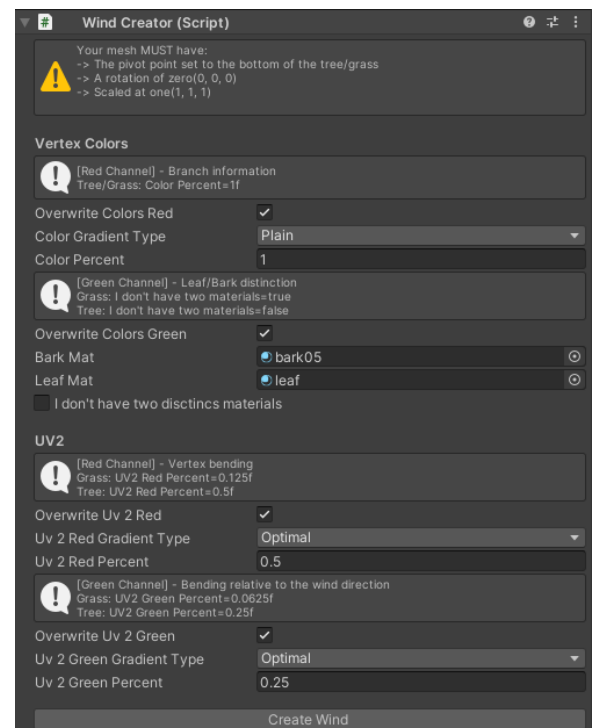 Wind Creator (Script)
Your mesh MUST have:
-> The pivot point set to the bottom of the tree/grass
-> A rotation of zero(0, 0, 0)
-> Scaled at one(1, 1, 1)
Vertex Colors
[Red Channel] - Branch information
Tree/Grass: Color Percent=1f
Overwrite Colors Red
Color Gradient Type Plain
Color Percent 1
[Green Channel] - Leaf/Bark distinction
Grass: I don't have two materials=true
Tree: I don't have two materials=false
Overwrite Colors Green
Bark Mat bark05
Leaf Mat leaf
I don't have two disctincs materials
UV2
[Red Channel] - Vertex bending
Grass: UV2 Red Percent=0.125f
Tree: UV2 Red Percent=0.5f
Overwrite Uv 2 Red
Uv 2 Red Gradient Type Optimal
Uv 2 Red Percent 0.5
[Green Channel] - Bending relative to the wind direction
Grass: UV2 Green Percent=0.0625f
Tree: UV2 Green Percent=0.25f
Overwrite Uv 2 Green
Uv 2 Green Gradient Type Optimal
Uv 2 Green Percent 0.25
Create Wind